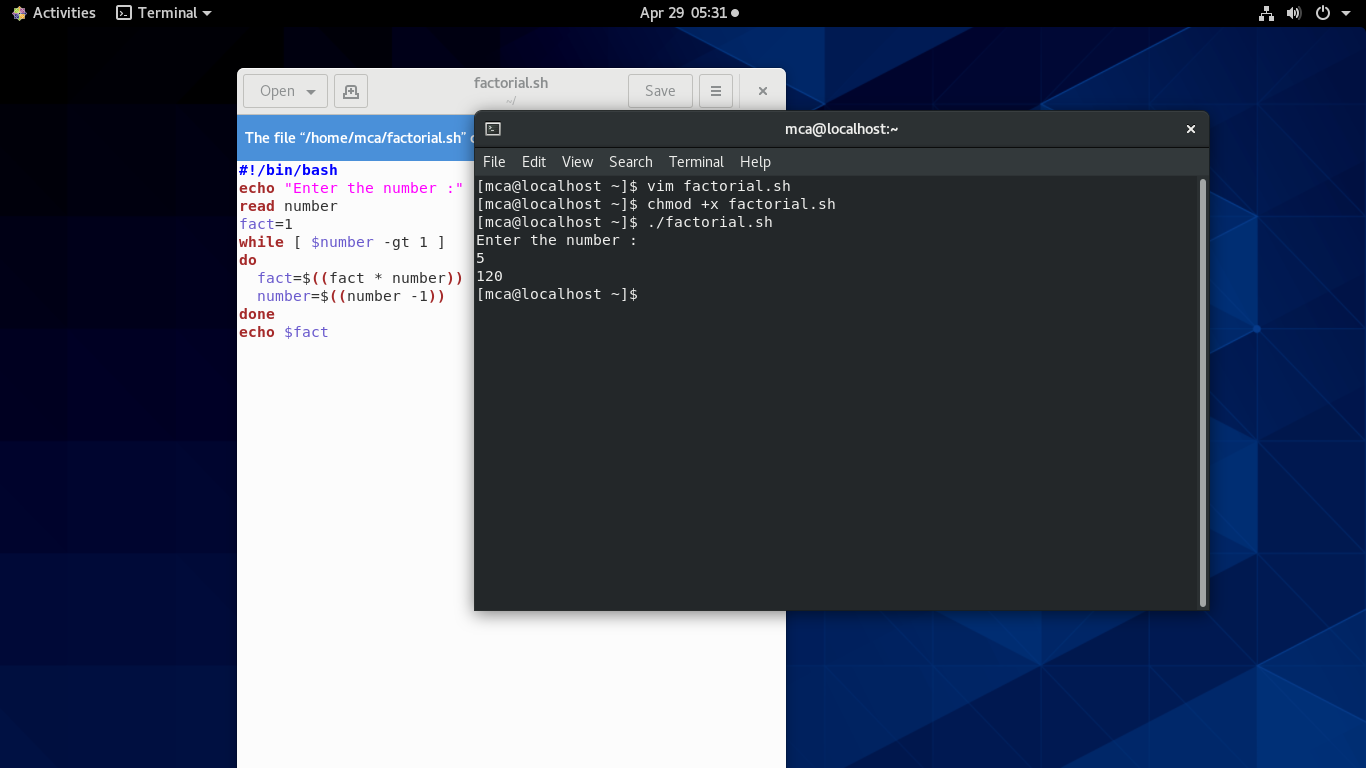 Activities Terminal Apr 29 05:31
Open factorial.sh Save
~/
The file “/home/mca/factorial.sh”
#!/bin/bash
echo "Enter the number :"
read number
fact=1
while [ $number -gt 1 ]
do
  fact=$((fact * number))
  number=$((number -1))
done
echo $fact
mca@localhost:~
File Edit View Search Terminal Help
[mca@localhost ~]$ vim factorial.sh
[mca@localhost ~]$ chmod +x factorial.sh
[mca@localhost ~]$ ./factorial.sh
Enter the number :
5
120
[mca@localhost ~]$